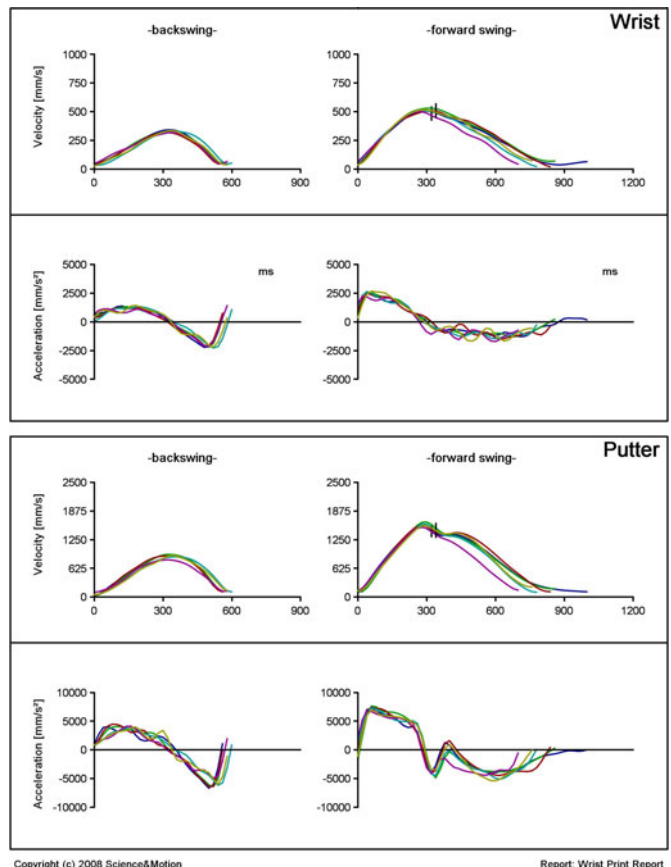 Wrist
-backswing- -forward swing-
Velocity [mm/s]
1000
750
500
250
0
0 300 600 900
1000
750
500
250
0
0 300 600 900 1200
Acceleration [mm/s²]
5000
2500
0
-2500
-5000
ms
5000
2500
0
-2500
-5000
ms
Putter
-backswing- -forward swing-
Velocity [mm/s]
2500
1875
1250
625
0
0 300 600 900
2500
1875
1250
625
0
0 300 600 900 1200
Acceleration [mm/s²]
10000
5000
0
-5000
-10000
10000
5000
0
-5000
-10000
Copyright (c) 2008 Science&Motion Report: Wrist Print Report